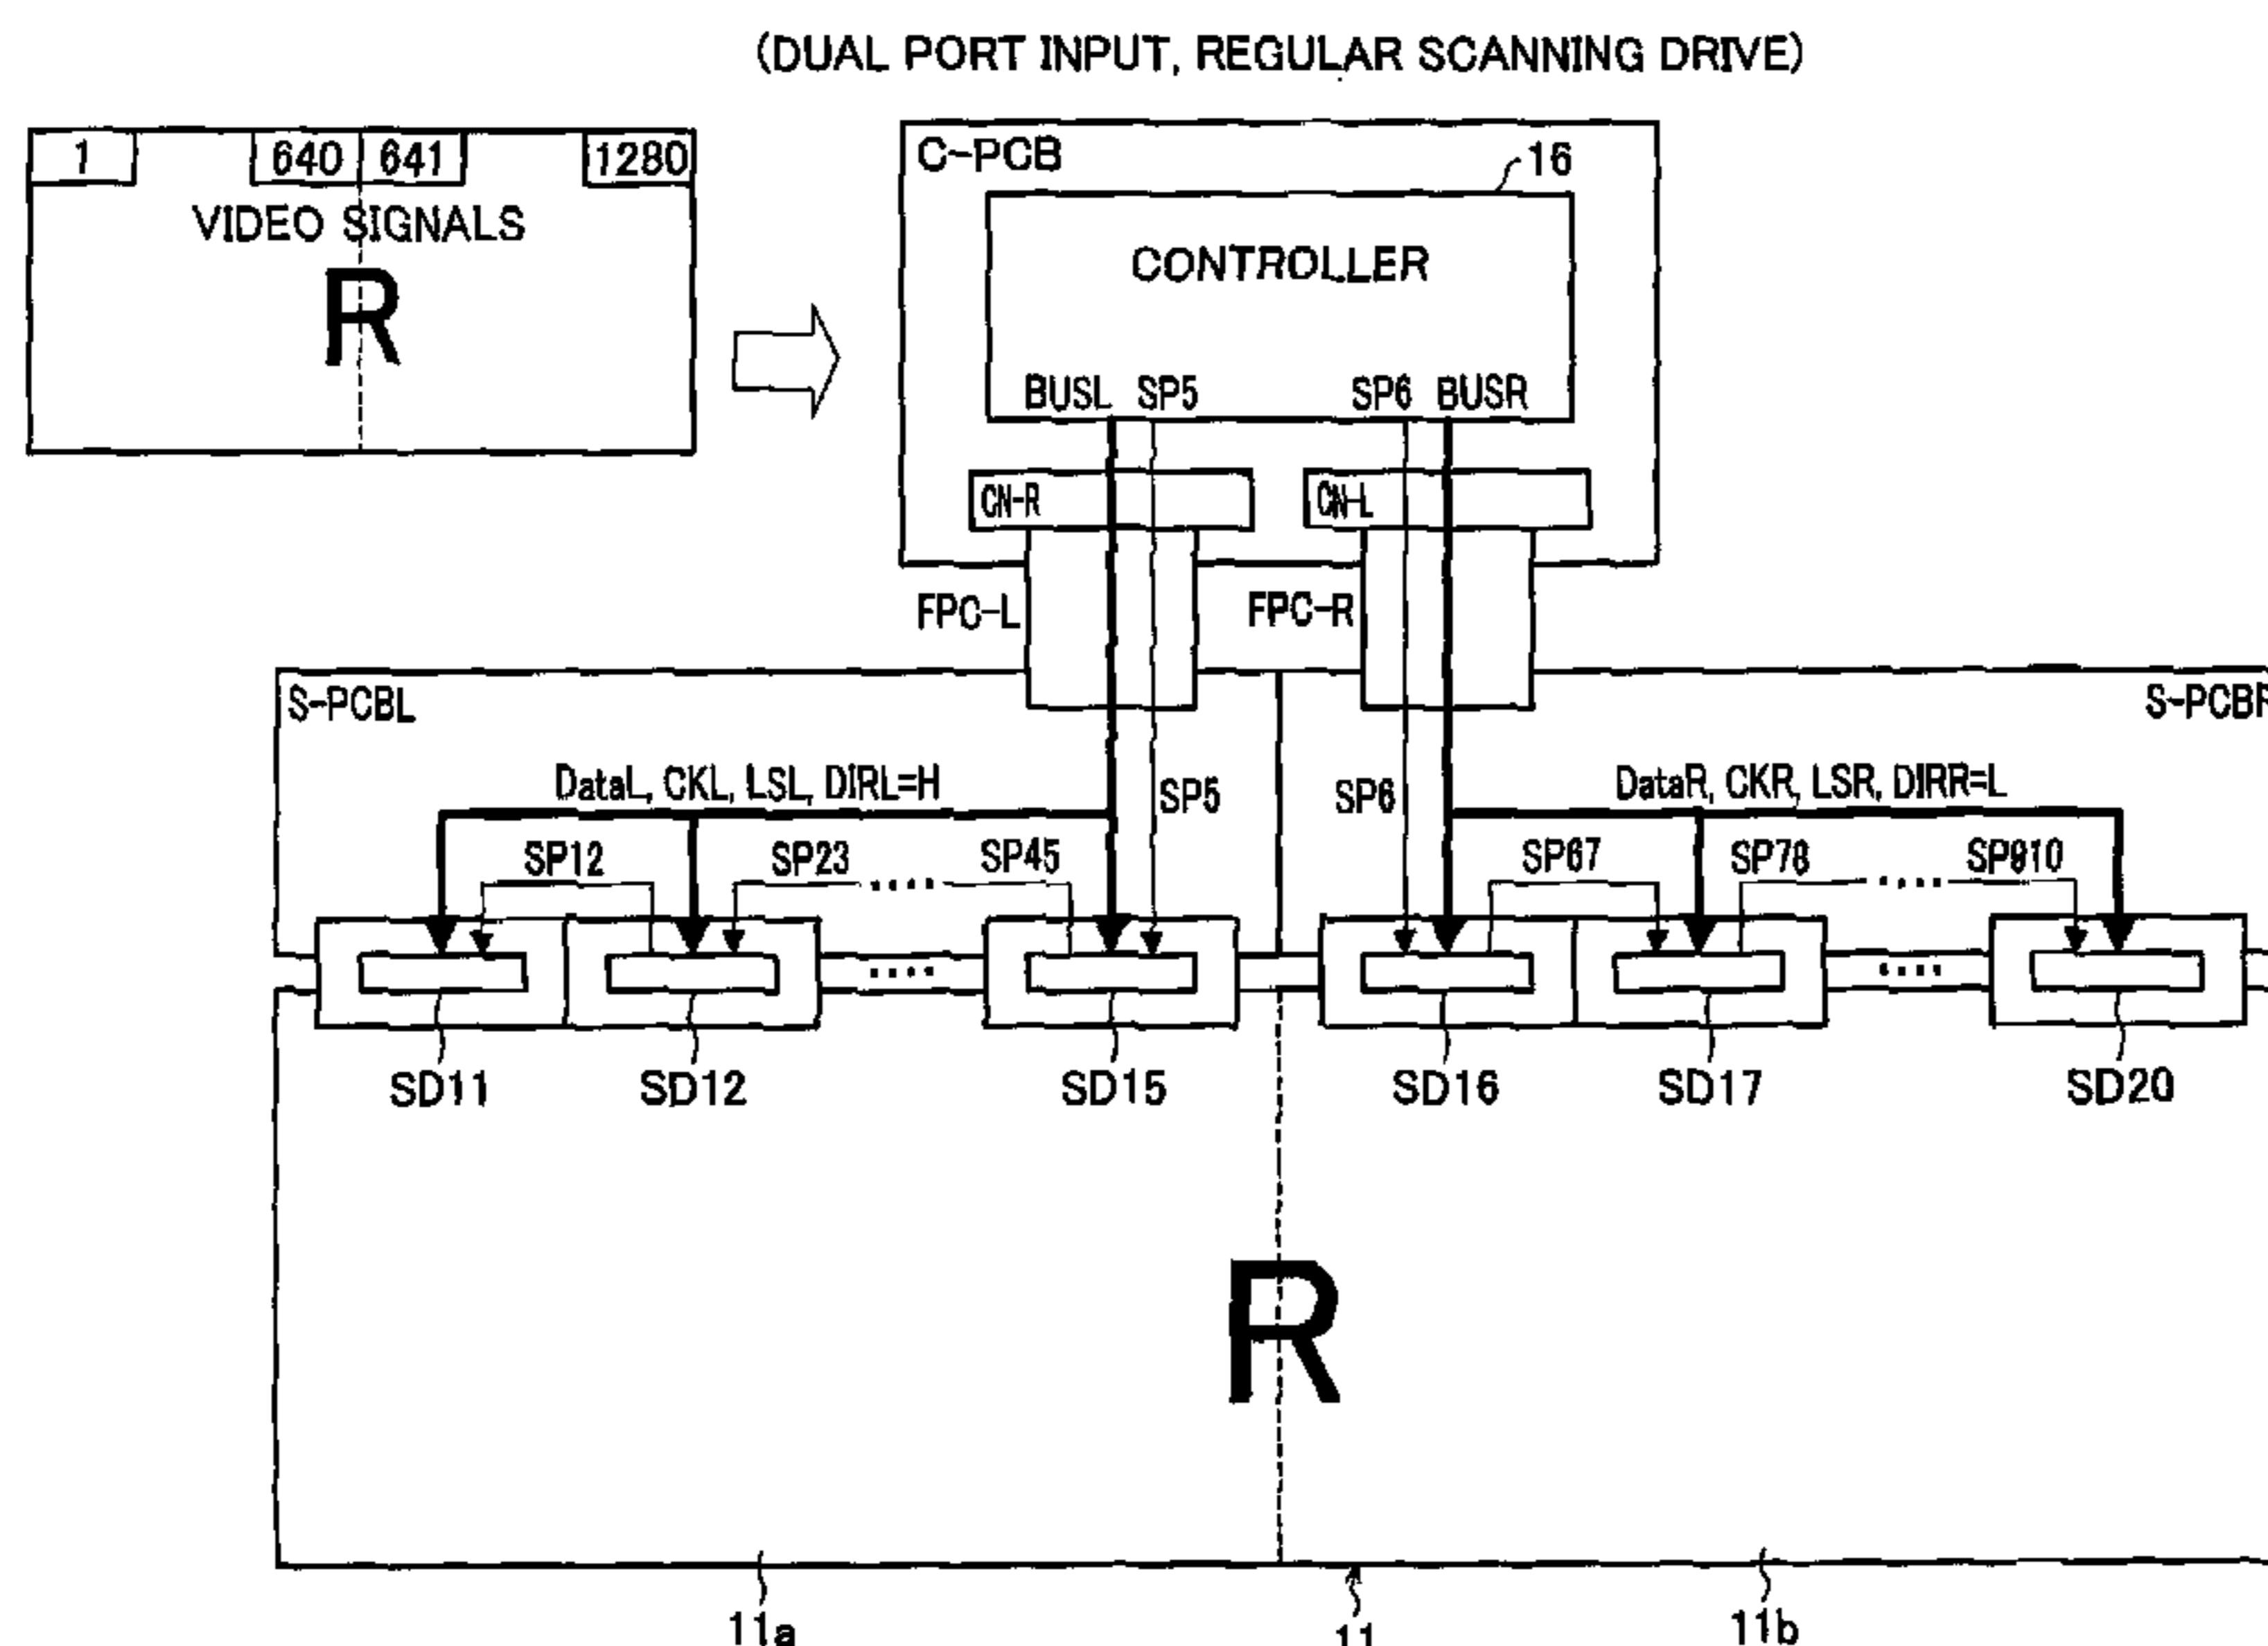 (DUAL PORT INPUT, REGULAR SCANNING DRIVE)
1 640 641 1280
VIDEO SIGNALS
R
C-PCB
16
CONTROLLER
BUSL SP5 SP6 BUSR
CN-R CN-L
FPC-L FPC-R
S-PCBL S-PCBR
DataL, CKL, LSL, DIRL=H SP5 SP6 DataR, CKR, LSR, DIRR=L
SP12 SP23 SP45 SP67 SP78 SP910
SD11 SD12 SD15 SD16 SD17 SD20
R
11a 11 11b